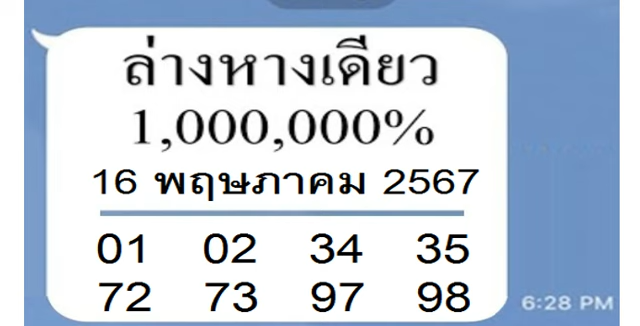 ล่างหางเดียว
1,000,000%
16 พฤษภาคม 2567
01 02 34 35
72 73 97 98
6:28 PM